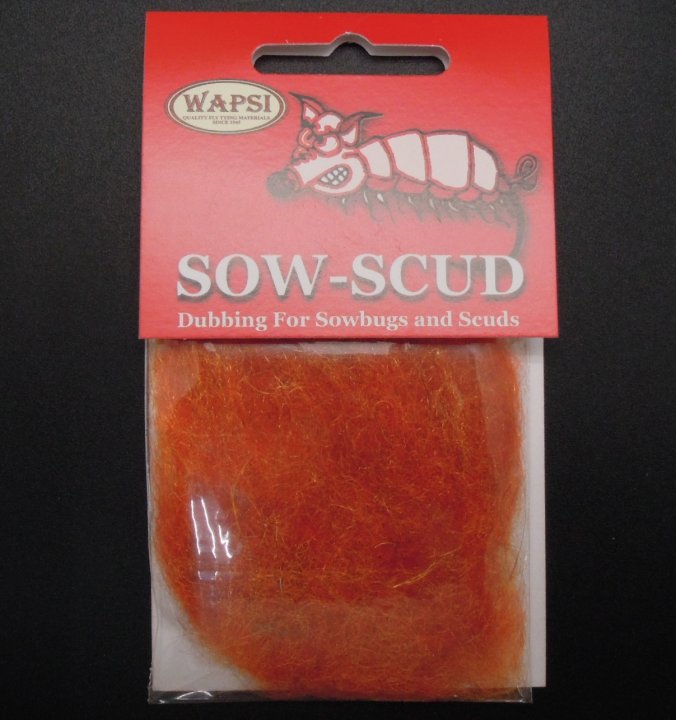 WAPSI
QUALITY FLY TYING MATERIALS
SINCE 1945
SOW-SCUD
Dubbing For Sowbugs and Scuds